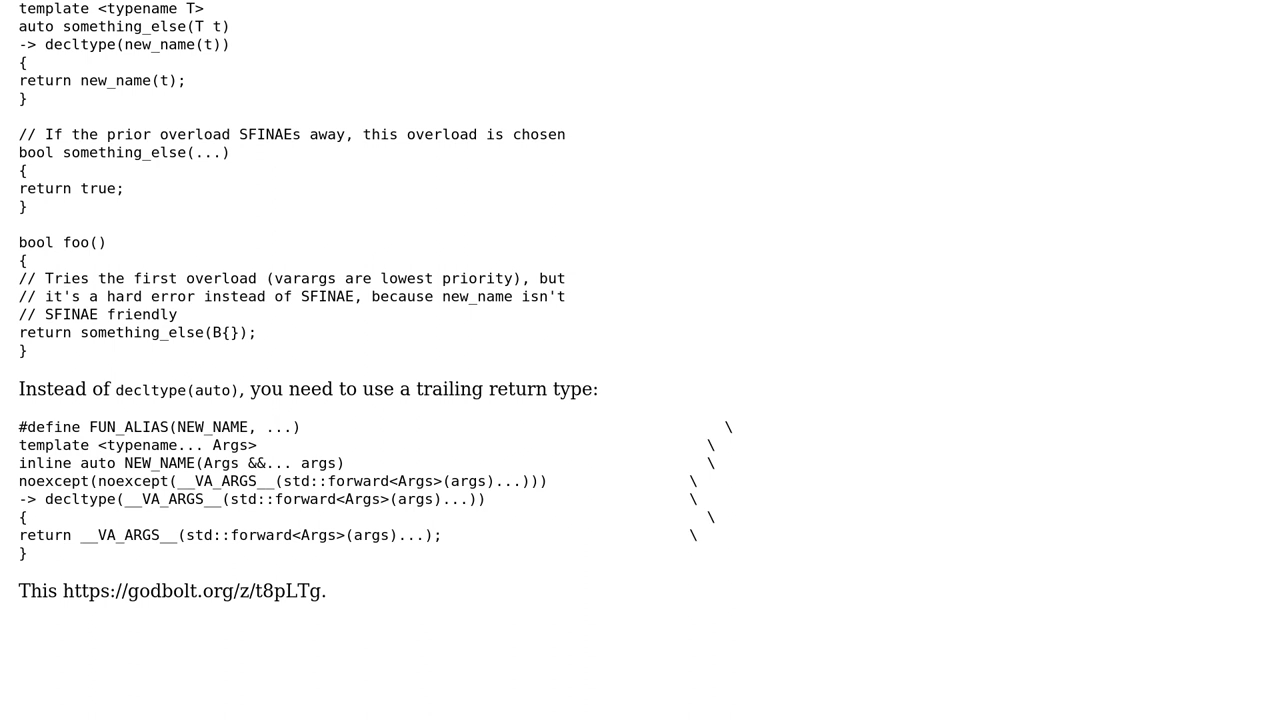 template <typename T>
auto something_else(T t)
-> decltype(new_name(t))
{
return new_name(t);
}

// If the prior overload SFINAEs away, this overload is chosen
bool something_else(...)
{
return true;
}

bool foo()
{
// Tries the first overload (varargs are lowest priority), but
// it's a hard error instead of SFINAE, because new_name isn't
// SFINAE friendly
return something_else(B{});
}

Instead of decltype(auto), you need to use a trailing return type:

#define FUN_ALIAS(NEW_NAME, ...)                                                \
template <typename... Args>                                                   \
inline auto NEW_NAME(Args &&... args)                                         \
noexcept(noexcept(__VA_ARGS__(std::forward<Args>(args)...)))                \
-> decltype(__VA_ARGS__(std::forward<Args>(args)...))                       \
{                                                                             \
return __VA_ARGS__(std::forward<Args>(args)...);                            \
}

This https://godbolt.org/z/t8pLTg.